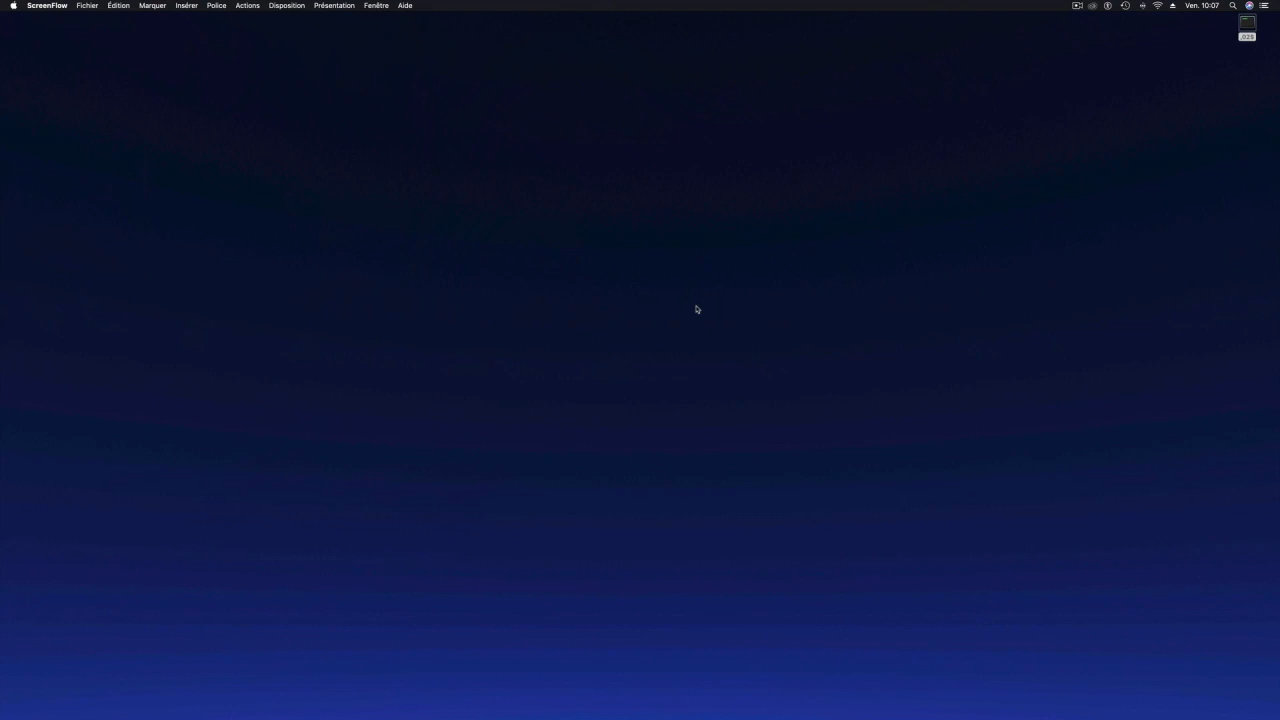 ScreenFlow Fichier Édition Marquer Insérer Police Actions Disposition Présentation Fenêtre Aide Ven. 10:07